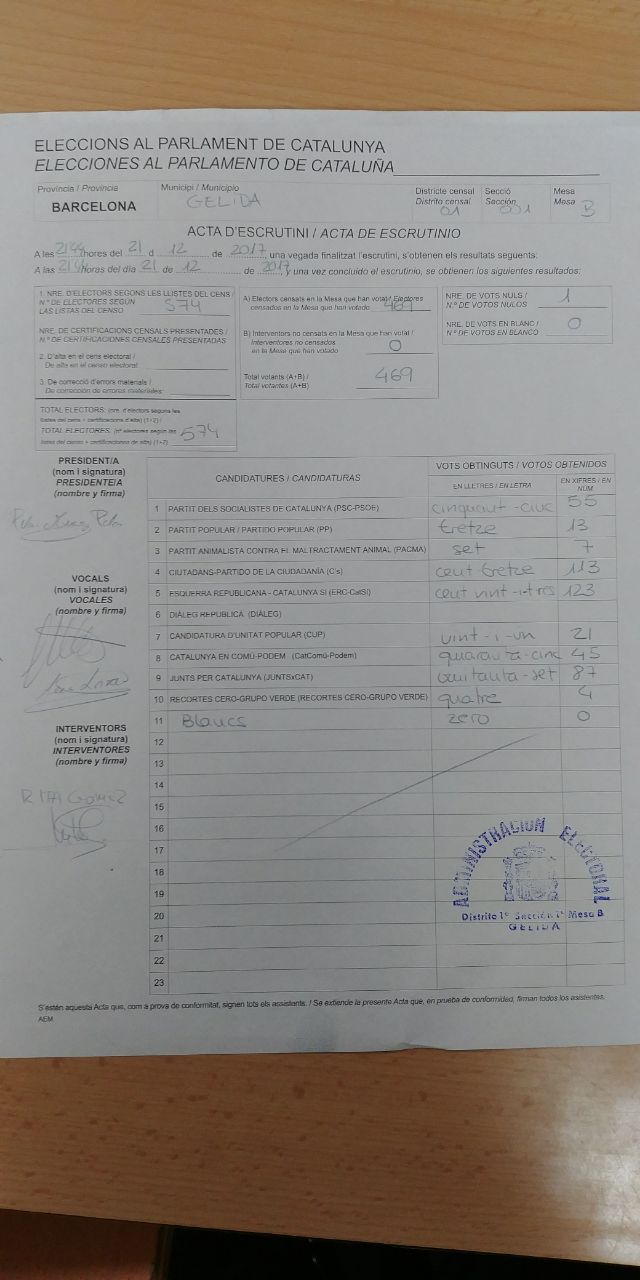 ELECCIONS AL PARLAMENT DE CATALUNYA
ELECCIONES AL PARLAMENTO DE CATALUÑA
Província / Provincia
BARCELONA
Municipi / Municipio
GELIDA
Districte censal
Distrito censal
01
Secció
Sección
001
Mesa
Mesa B
ACTA D'ESCRUTINI / ACTA DE ESCRUTINIO
A les 21'44 hores del 21 d 12 de 2017, una vegada finalitzat l'escrutini, s'obtenen els resultats seguents:
A las 21'44 horas del día 21 de 12 de 2017, y una vez concluido el escrutinio, se obtienen los siguientes resultados:
1. NRE. D'ELECTORS SEGONS LES LLISTES DEL CENS /
N.º DE ELECTORES SEGÚN
LAS LISTAS DEL CENSO 574
NRE. DE CERTIFICACIONS CENSALS PRESENTADES /
N.º DE CERTIFICACIONES CENSALES PRESENTADAS
2. D'alta en el cens electoral /
De alta en el censo electoral:
3. De correcció d'errors materials /
De corrección de errores materiales:
TOTAL ELECTORS: (nre. d'electors segons les
llistes del cens + certificacions d'alta) (1+2) /
TOTAL ELECTORES: (nº electores según las
listas del censo + certificaciones de alta) (1+2) 574
A) Electors censats en la Mesa que han votat / Electores
censados en la Mesa que han votado 469
B) Interventors no censats en la Mesa que han votat /
Interventores no censados
en la Mesa que han votado 0
Total votants (A+B) /
Total votantes (A+B) 469
NRE. DE VOTS NULS /
N.º DE VOTOS NULOS 1
NRE. DE VOTS EN BLANC /
N.º DE VOTOS EN BLANCO 0
PRESIDENT/A
(nom i signatura)
PRESIDENTE/A
(nombre y firma)
VOCALS
(nom i signatura)
VOCALES
(nombre y firma)
INTERVENTORS
(nom i signatura)
INTERVENTORES
(nombre y firma)
RITA GOMEZ
CANDIDATURES / CANDIDATURAS
VOTS OBTINGUTS / VOTOS OBTENIDOS
EN LLETRES / EN LETRA
EN XIFRES / EN NÚM
1 PARTIT DELS SOCIALISTES DE CATALUNYA (PSC-PSOE) cinquant-cinc 55
2 PARTIT POPULAR / PARTIDO POPULAR (PP) tretze 13
3 PARTIT ANIMALISTA CONTRA EL MALTRACTAMENT ANIMAL (PACMA) set 7
4 CIUTADANS-PARTIDO DE LA CIUDADANÍA (C's) cent tretze 113
5 ESQUERRA REPUBLICANA - CATALUNYA SÍ (ERC-CatSÍ) cent vint-i-tres 123
6 DIÀLEG REPUBLICÀ (DIÀLEG)
7 CANDIDATURA D'UNITAT POPULAR (CUP) vint-i-un 21
8 CATALUNYA EN COMÚ-PODEM (CatComú-Podem) quaranta-cinc 45
9 JUNTS PER CATALUNYA (JUNTSxCAT) vuitanta-set 87
10 RECORTES CERO-GRUPO VERDE (RECORTES CERO-GRUPO VERDE) quatre 4
11 Blancs zero 0
12
13
14
15
16
17
18
19
20
21
22
23
ADMINISTRACION ELECTORAL
Distrito 1º Sección 1ª Mesa B
GELIDA
S'estén aquesta Acta que, com a prova de conformitat, signen tots els assistents. / Se extiende la presente Acta que, en prueba de conformidad, firman todos los asistentes.
AEM